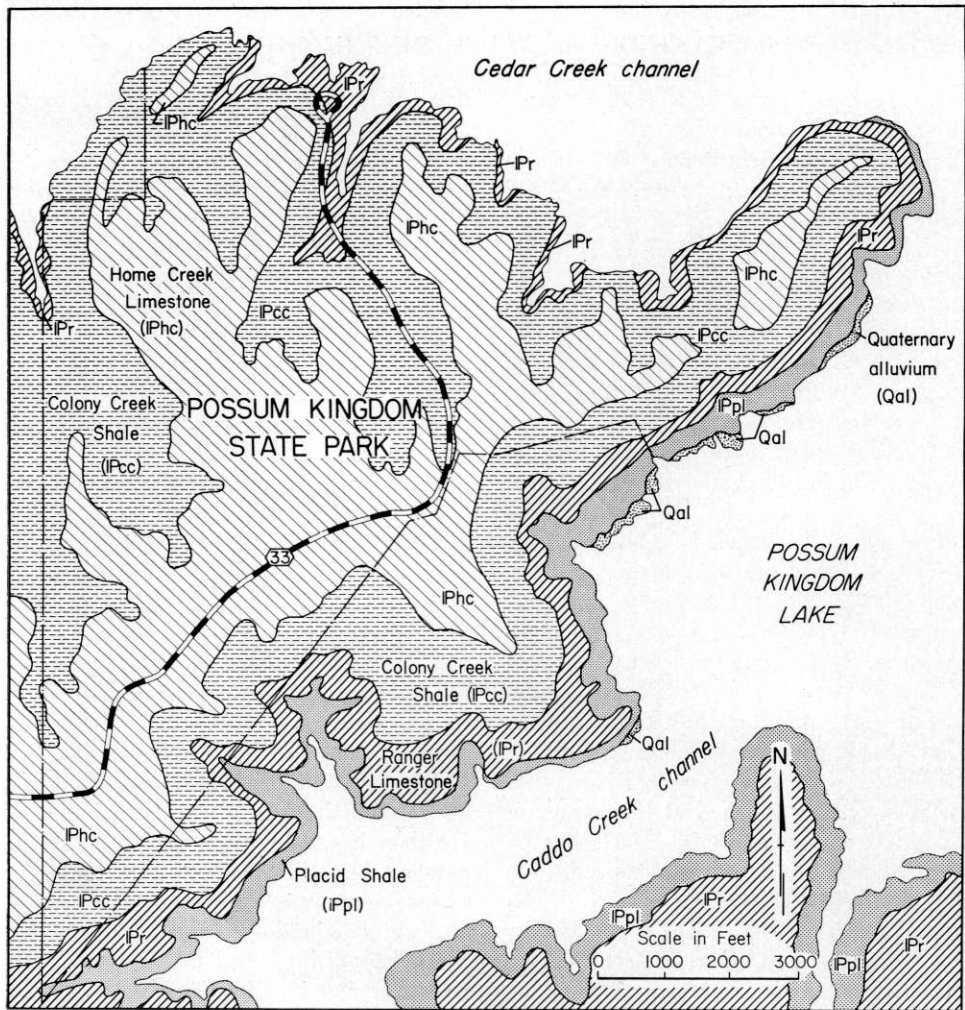 Cedar Creek channel
IPr
IPhc
IPr
IPhc
IPr
IPhc
IPr
Home Creek
Limestone
(IPhc)
IPcc
IPr
IPcc
Quaternary
alluvium
(Qal)
Colony Creek
Shale
(IPcc)
POSSUM KINGDOM
STATE PARK
IPpl
Qal
Qal
33
POSSUM
KINGDOM
LAKE
IPhc
Colony Creek
Shale (IPcc)
Ranger
Limestone
(IPr)
Qal
Caddo Creek channel
N
IPhc
Placid Shale
(IPpl)
IPcc
IPr
IPpl
IPr
IPpl
IPr
Scale in Feet
0 1000 2000 3000